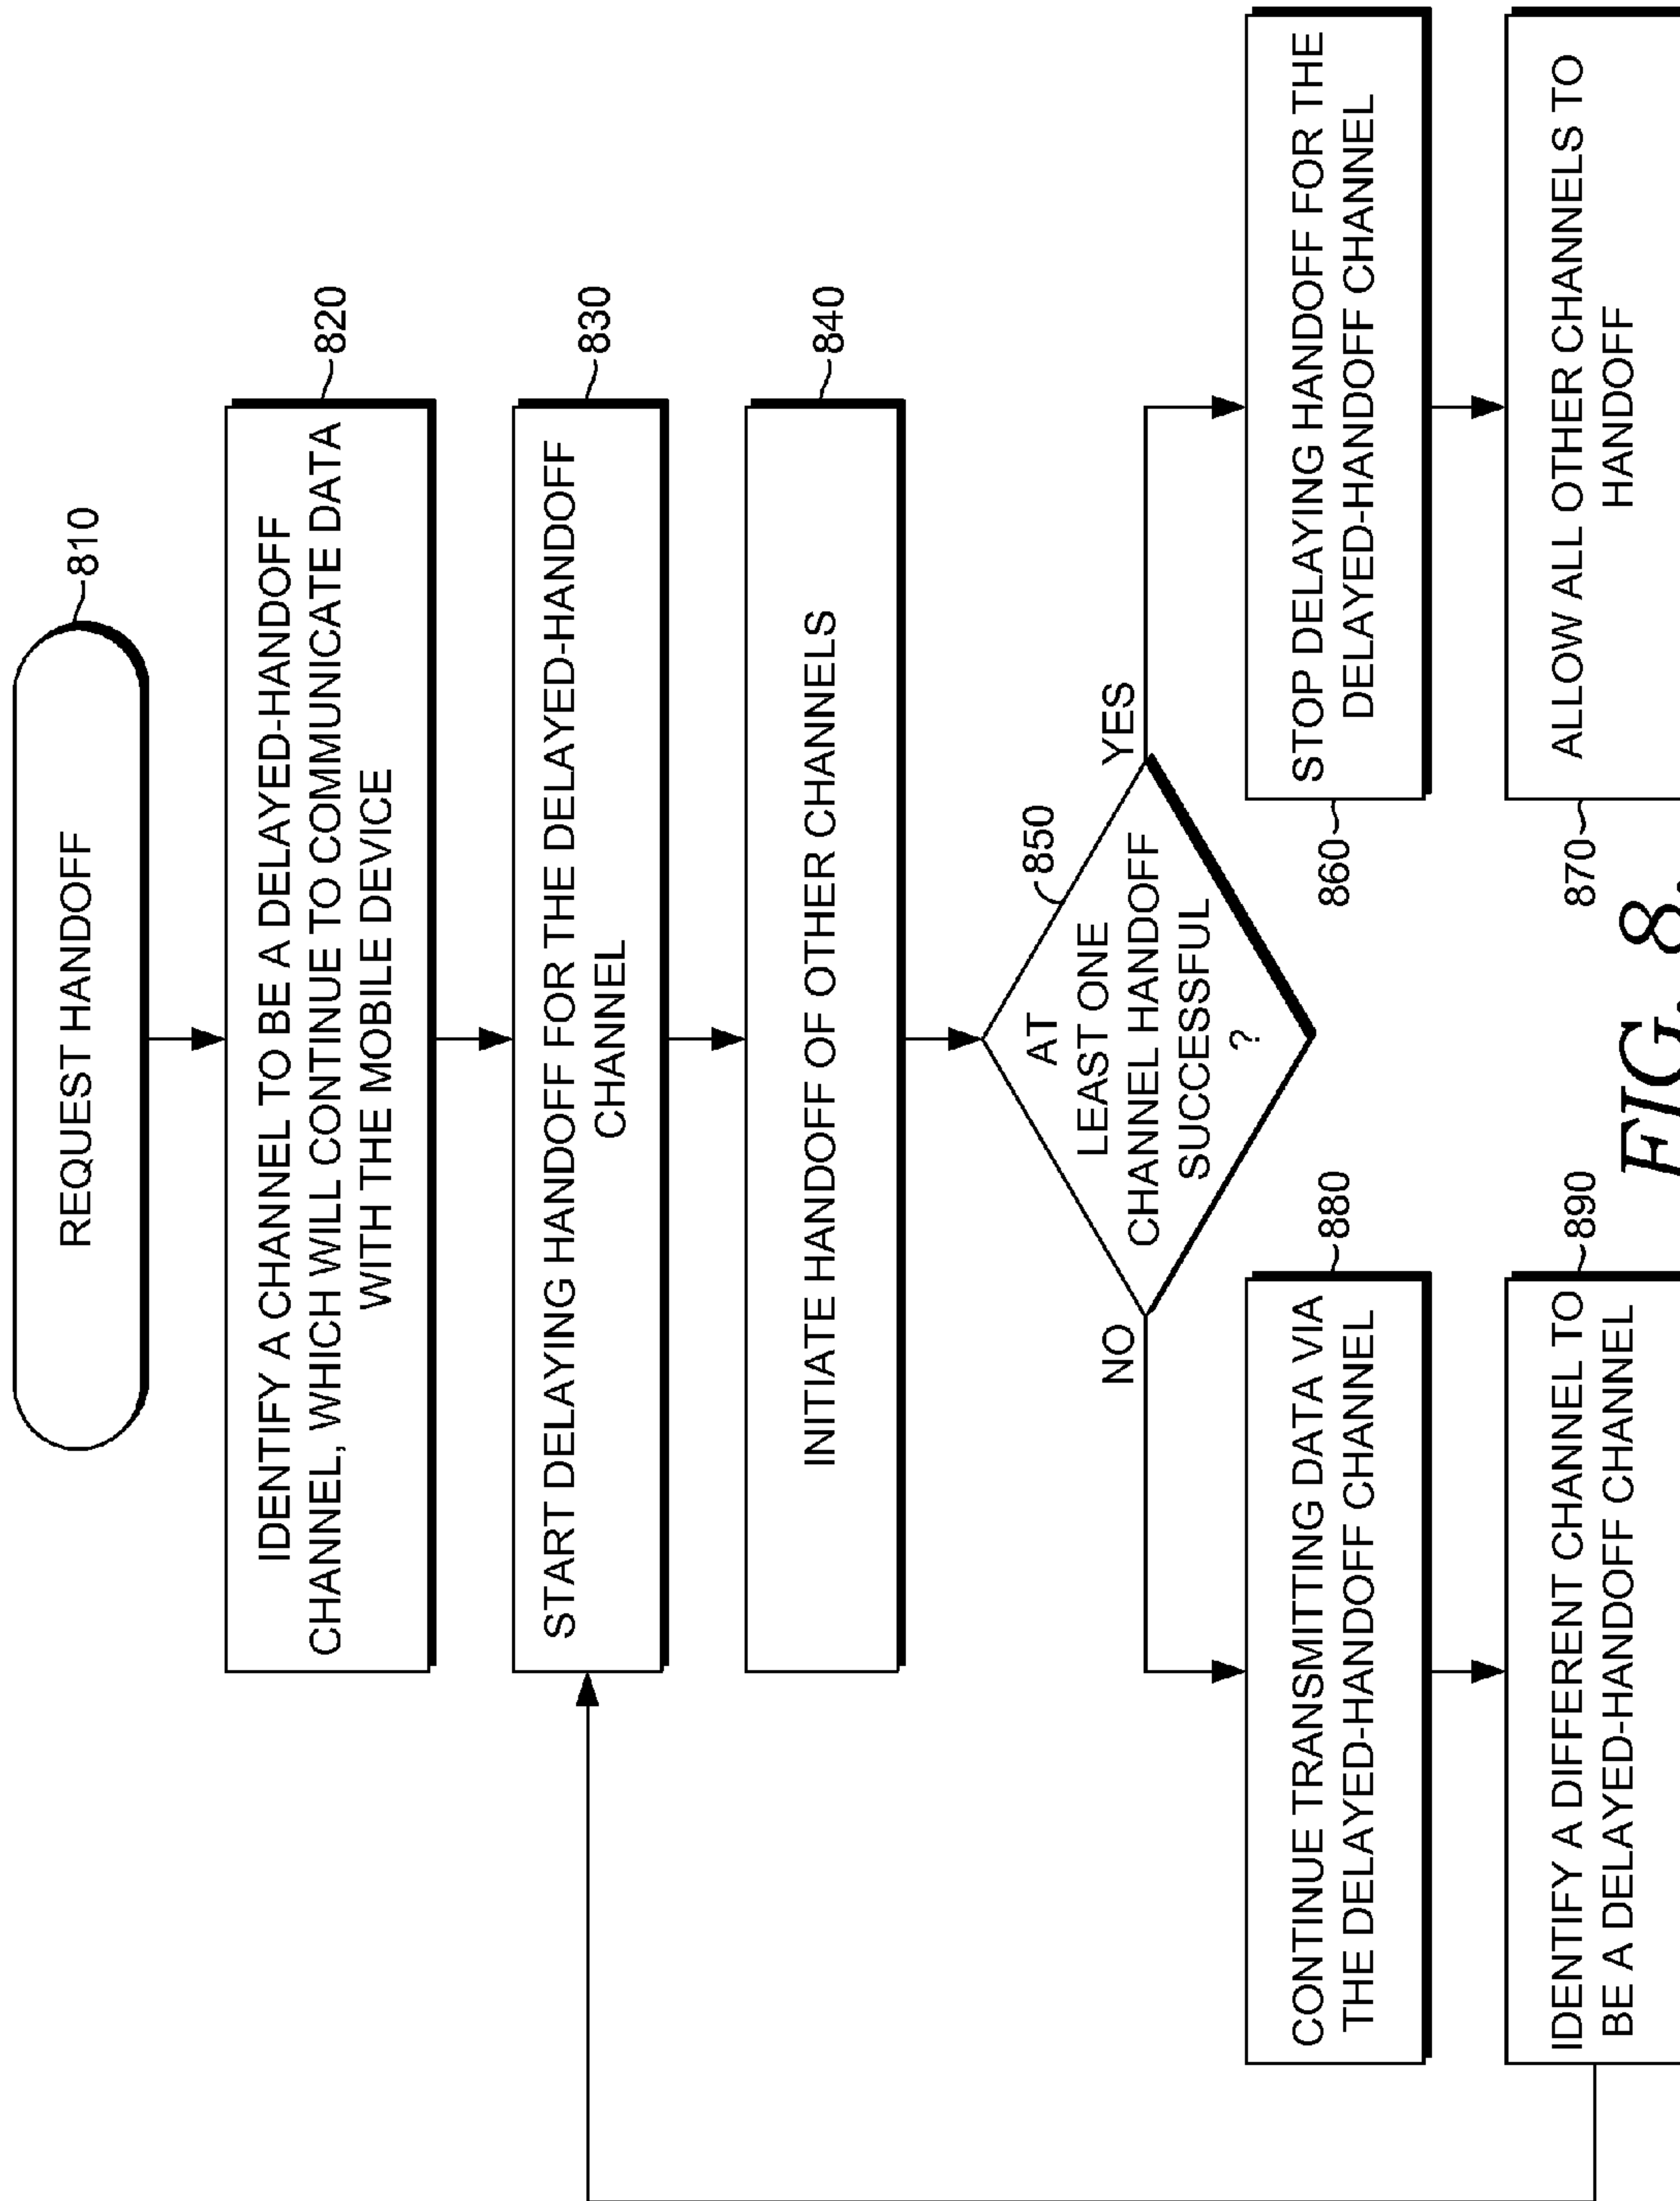 REQUEST HANDOFF
810
IDENTIFY A CHANNEL TO BE A DELAYED-HANDOFF
CHANNEL, WHICH WILL CONTINUE TO COMMUNICATE DATA
WITH THE MOBILE DEVICE
820
START DELAYING HANDOFF FOR THE DELAYED-HANDOFF
CHANNEL
830
INITIATE HANDOFF OF OTHER CHANNELS
840
AT
LEAST ONE
CHANNEL HANDOFF
SUCCESSFUL
?
850
NO
YES
CONTINUE TRANSMITTING DATA VIA
THE DELAYED-HANDOFF CHANNEL
880
IDENTIFY A DIFFERENT CHANNEL TO
BE A DELAYED-HANDOFF CHANNEL
890
860
STOP DELAYING HANDOFF FOR THE
DELAYED-HANDOFF CHANNEL
870
ALLOW ALL OTHER CHANNELS TO
HANDOFF
FIG. 8.